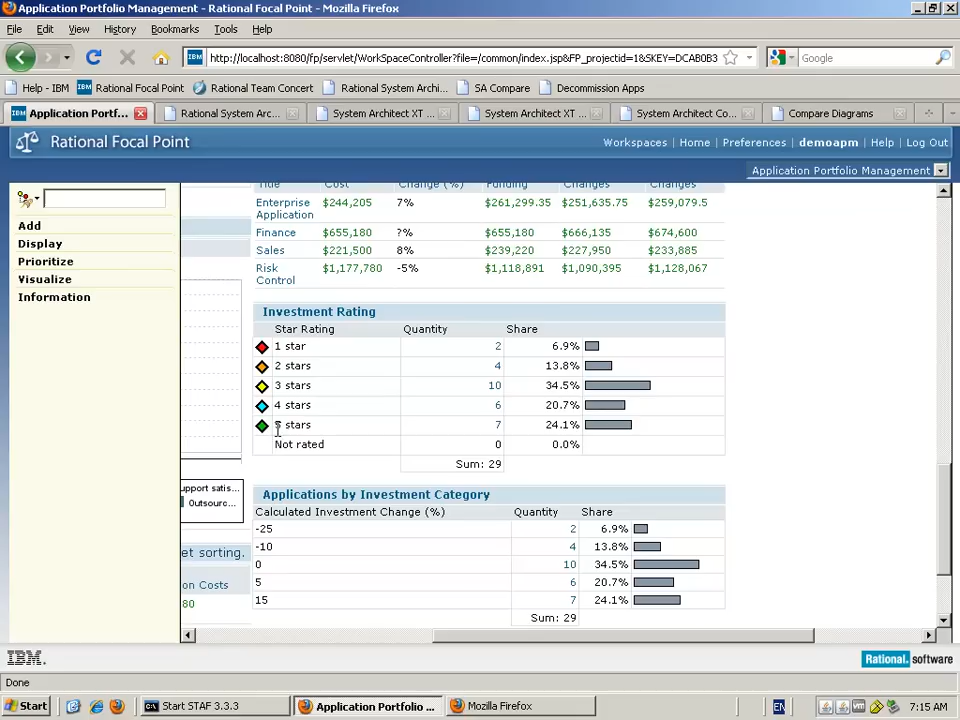 Application Portfolio Management - Rational Focal Point - Mozilla Firefox
File Edit View History Bookmarks Tools Help
IBM http://localhost:8080/fp/servlet/WorkSpaceController?file=/common/index.jsp&FP_projectid=1&SKEY=DCAB0B3 Google
Help - IBM Rational Focal Point Rational Team Concert Rational System Archi... SA Compare Decommission Apps
Application Portf... Rational System Arc... System Architect XT ... System Architect XT ... System Architect Co... Compare Diagrams
Rational Focal Point Workspaces | Home | Preferences | demoapm | Help | Log Out
Application Portfolio Management
Title Cost Change (%) Funding Changes Changes
Enterprise Application $244,205 7% $261,299.35 $251,635.75 $259,079.5
Finance $655,180 ?% $655,180 $666,135 $674,600
Sales $221,500 8% $239,220 $227,950 $233,885
Risk Control $1,177,780 -5% $1,118,891 $1,090,395 $1,128,067
Add
Display
Prioritize
Visualize
Information
Investment Rating
Star Rating Quantity Share
1 star 2 6.9%
2 stars 4 13.8%
3 stars 10 34.5%
4 stars 6 20.7%
5 stars 7 24.1%
Not rated 0 0.0%
Sum: 29
upport satis...
Outsourc...
et sorting.
on Costs
80
Applications by Investment Category
Calculated Investment Change (%) Quantity Share
-25 2 6.9%
-10 4 13.8%
0 10 34.5%
5 6 20.7%
15 7 24.1%
Sum: 29
IBM. Rational. software
Done
Start Start STAF 3.3.3 Application Portfolio ... Mozilla Firefox EN 7:15 AM